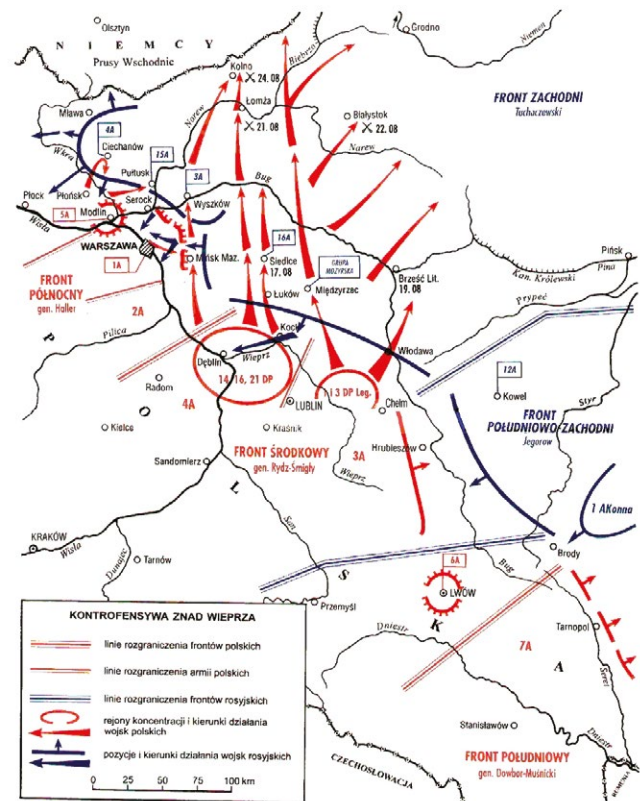 Olsztyn
Grodno
Niemen
NIEMCY
Prusy Wschodnie
Kolno
24.08
Biebrza
Mława
Łomża
21.08
Białystok
22.08
FRONT ZACHODNI
Tuchaczewski
Narew
Narew
4A
Ciechanów
Wkra
15A
Pułtusk
3A
Bug
Płock
Płońsk
Serock
Wyszków
Wisła
5A
Modlin
WARSZAWA
1A
Mińsk Maz.
16A
Siedlce
17.08
GRUPA
MOZYRSKA
Międzyrzec
Brześć Lit.
19.08
Kan. Królewski
Pińsk
Pina
FRONT
PÓŁNOCNY
gen. Haller
2A
Łuków
Prypeć
Pilica
P
Kock
Dęblin
Wieprz
Włodawa
14, 16, 21 DP
1 i 3 DP Leg.
12A
Radom
O
4A
LUBLIN
Chełm
Kowel
Styr
FRONT
POŁUDNIOWO-ZACHODNI
Jegorow
Kielce
Kraśnik
3A
Hrubieszów
FRONT ŚRODKOWY
gen. Rydz-Śmigły
Sandomierz
Wieprz
L
1 AKonna
KRAKÓW
Wisła
San
Brody
Dunajec
Tarnów
S
6A
Bug
LWÓW
Przemyśl
K
Tarnopol
Dniestr
7A
A
Seret
Stanisławów
Dniestr
CZECHOSŁOWACJA
FRONT POŁUDNIOWY
gen. Dowbor-Muśnicki
RUMUNIA
KONTROFENSYWA ZNAD WIEPRZA
linie rozgraniczenia frontów polskich
linie rozgraniczenia armii polskich
linie rozgraniczenia frontów rosyjskich
rejony koncentracji i kierunki działania
wojsk polskich
pozycje i kierunki działania wojsk rosyjskich
0 25 50 75 100 km